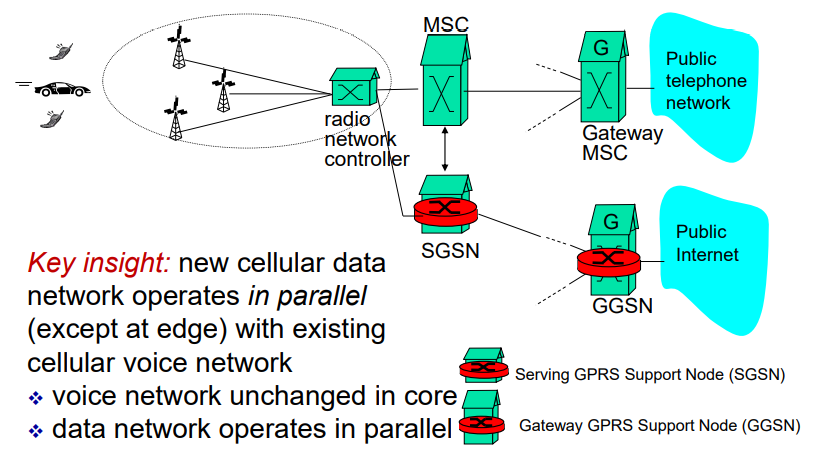 MSC
G
Public
telephone
network
radio
network
controller
Gateway
MSC
SGSN
G
Public
Internet
GGSN
Key insight: new cellular data
network operates in parallel
(except at edge) with existing
cellular voice network
❖ voice network unchanged in core
❖ data network operates in parallel
Serving GPRS Support Node (SGSN)
Gateway GPRS Support Node (GGSN)